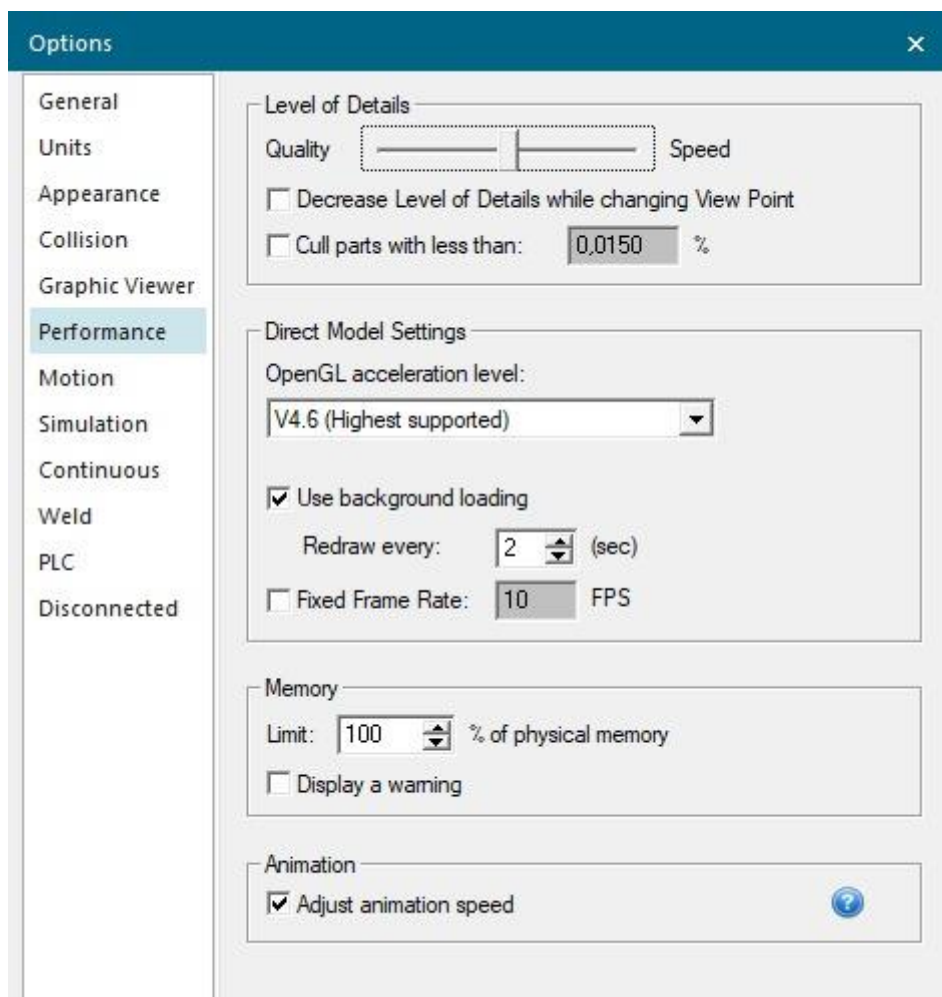 Options
General
Units
Appearance
Collision
Graphic Viewer
Performance
Motion
Simulation
Continuous
Weld
PLC
Disconnected
Level of Details
Quality Speed
Decrease Level of Details while changing View Point
Cull parts with less than: 0,0150 %
Direct Model Settings
OpenGL acceleration level:
V4.6 (Highest supported)
Use background loading
Redraw every: 2 (sec)
Fixed Frame Rate: 10 FPS
Memory
Limit: 100 % of physical memory
Display a warning
Animation
Adjust animation speed
?